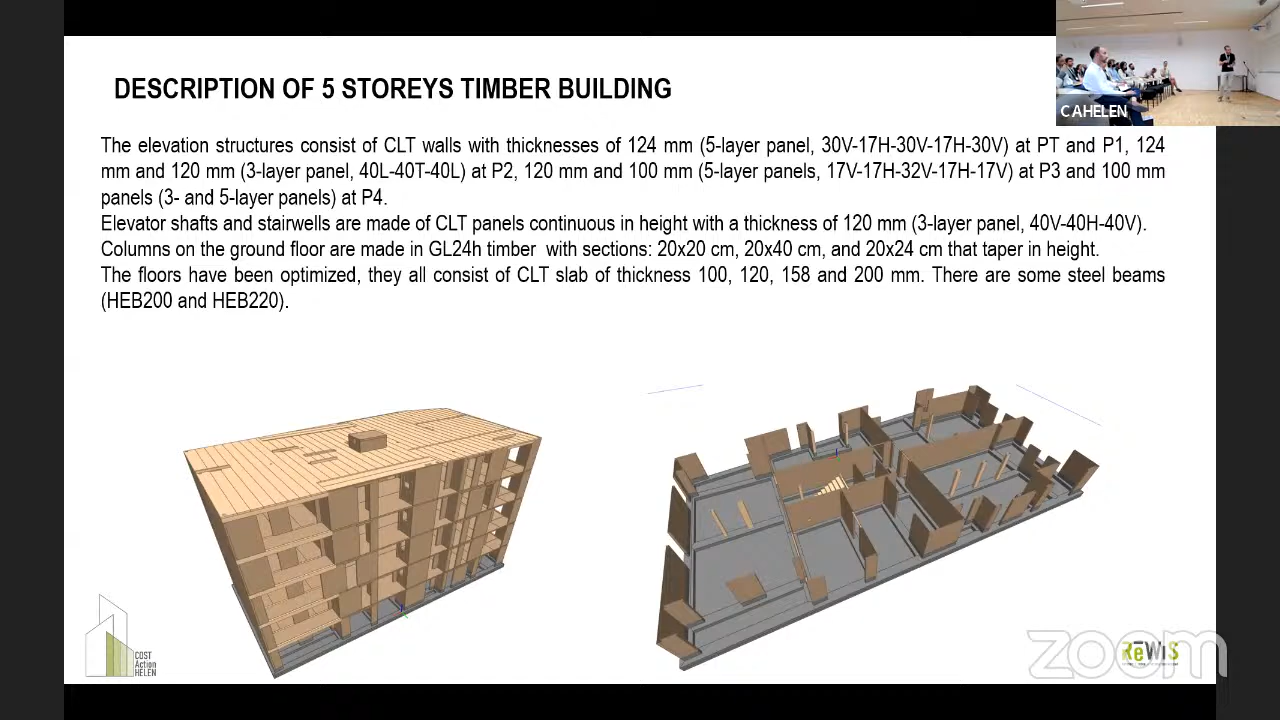 DESCRIPTION OF 5 STOREYS TIMBER BUILDING
CAHELEN
The elevation structures consist of CLT walls with thicknesses of 124 mm (5-layer panel, 30V-17H-30V-17H-30V) at PT and P1, 124
mm and 120 mm (3-layer panel, 40L-40T-40L) at P2, 120 mm and 100 mm (5-layer panels, 17V-17H-32V-17H-17V) at P3 and 100 mm
panels (3- and 5-layer panels) at P4.
Elevator shafts and stairwells are made of CLT panels continuous in height with a thickness of 120 mm (3-layer panel, 40V-40H-40V).
Columns on the ground floor are made in GL24h timber with sections: 20x20 cm, 20x40 cm, and 20x24 cm that taper in height.
The floors have been optimized, they all consist of CLT slab of thickness 100, 120, 158 and 200 mm. There are some steel beams
(HEB200 and HEB220).
COST
Action
HELEN
zoom
ReWiS